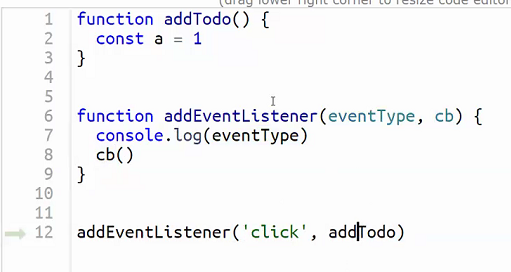 (drag lower right corner to resize code editor
1 function addTodo() {
2 const a = 1
3 }
4
5
6 function addEventListener(eventType, cb) {
7 console.log(eventType)
8 cb()
9 }
10
11
12 addEventListener('click', addTodo)